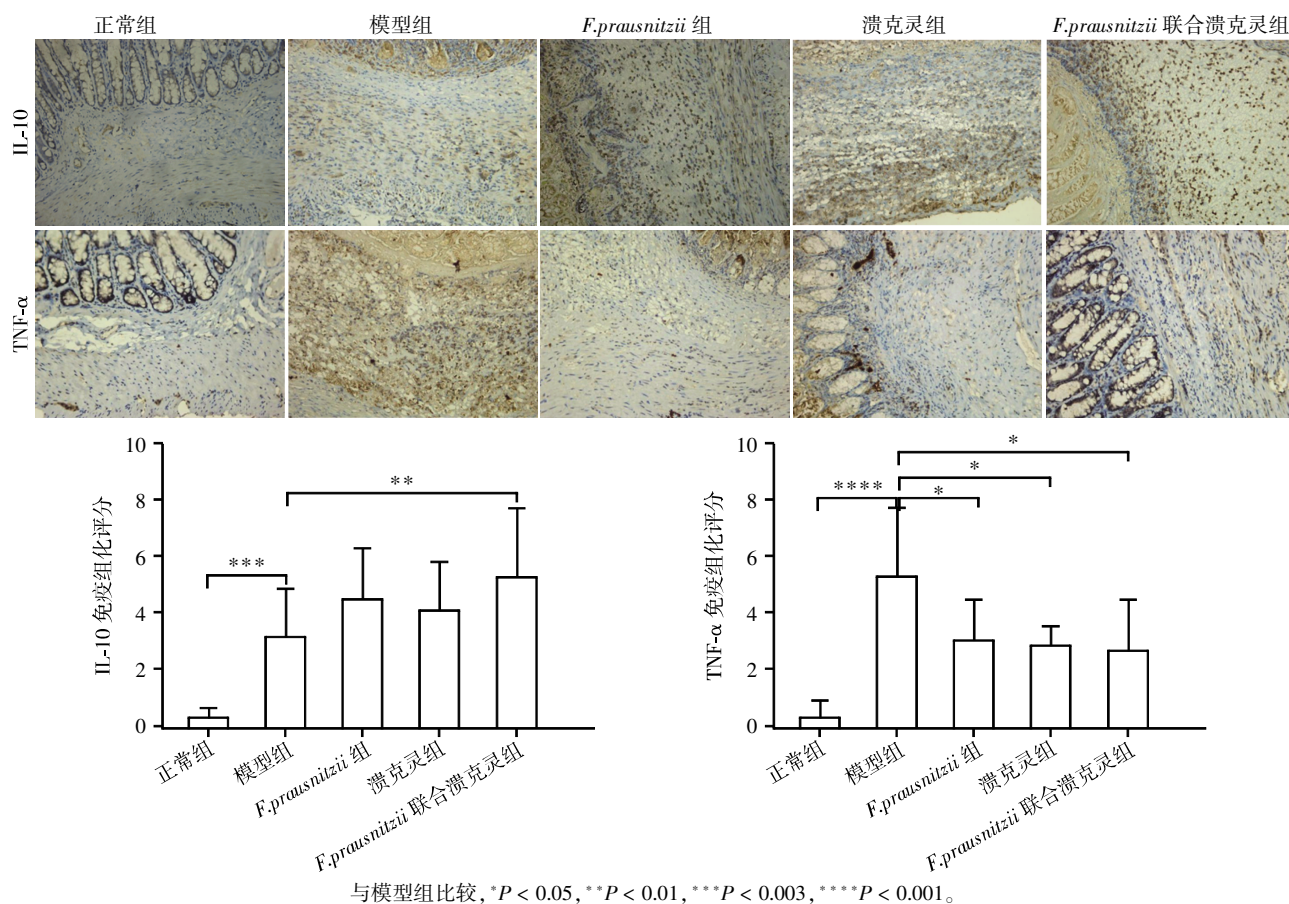 正常组 模型组 F.prausnitzii 组 溃克灵组 F.prausnitzii 联合溃克灵组
IL-10
TNF-α
10
8
6
4
2
0
IL-10 免疫组化评分
***
**
正常组
模型组
F.prausnitzii 组
溃克灵组
F.prausnitzii 联合溃克灵组
10
8
6
4
2
0
TNF-α 免疫组化评分
****
*
*
*
正常组
模型组
F.prausnitzii 组
溃克灵组
F.prausnitzii 联合溃克灵组
与模型组比较, *P < 0.05, **P < 0.01, ***P < 0.003, ****P < 0.001。